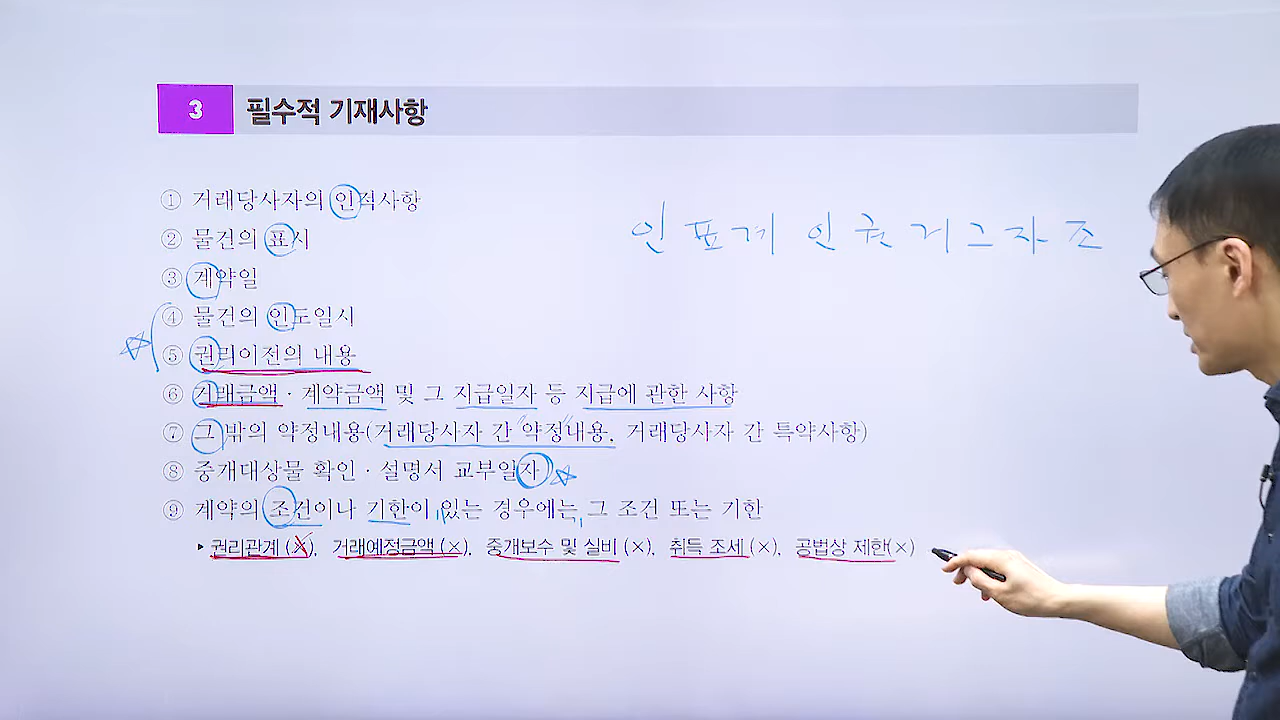 3 필수적 기재사항
① 거래당사자의 인적사항
인표계 인권거그자조
② 물건의 표시
③ 계약일
④ 물건의 인도일시
⑤ 권리이전의 내용
⑥ 거래금액 · 계약금액 및 그 지급일자 등 지급에 관한 사항
⑦ 그 밖의 약정내용(거래당사자 간 약정내용, 거래당사자 간 특약사항)
⑧ 중개대상물 확인 · 설명서 교부일자
⑨ 계약의 조건이나 기한이 있는 경우에는 그 조건 또는 기한
▸ 권리관계 (×), 거래예정금액 (×), 중개보수 및 실비 (×), 취득 조세 (×), 공법상 제한(×)